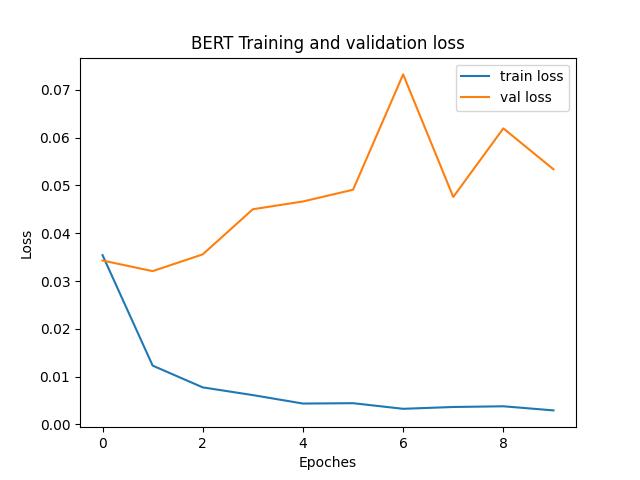 BERT Training and validation loss
train loss
val loss
0.07
0.06
0.05
0.04
0.03
0.02
0.01
0.00
Loss
0 2 4 6 8
Epoches